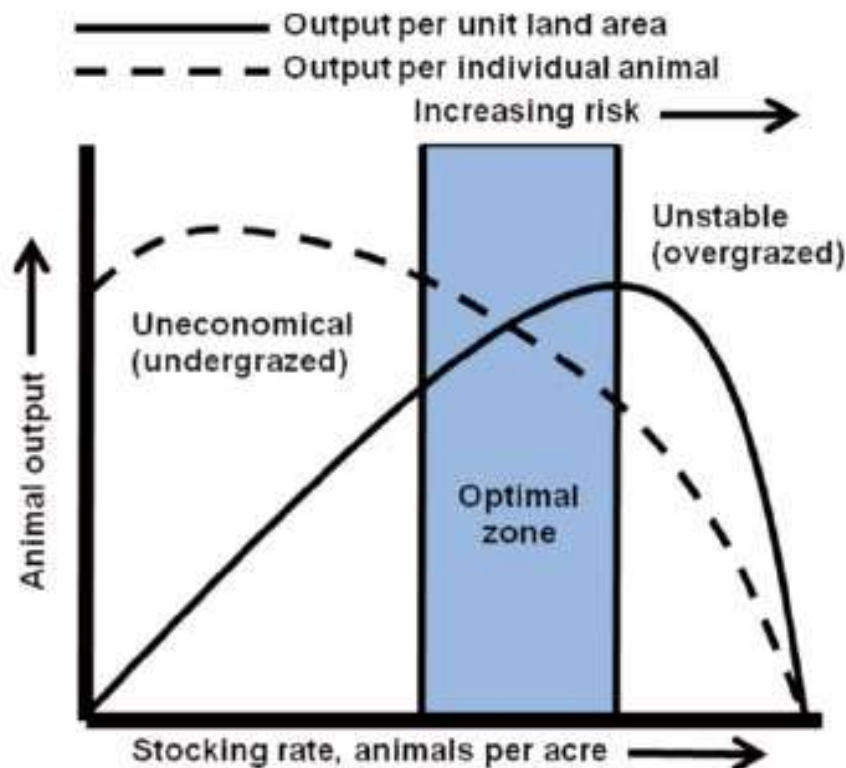 Output per unit land area
Output per individual animal
Increasing risk
Unstable
(overgrazed)
Uneconomical
(undergrazed)
Optimal
zone
Animal output
Stocking rate, animals per acre